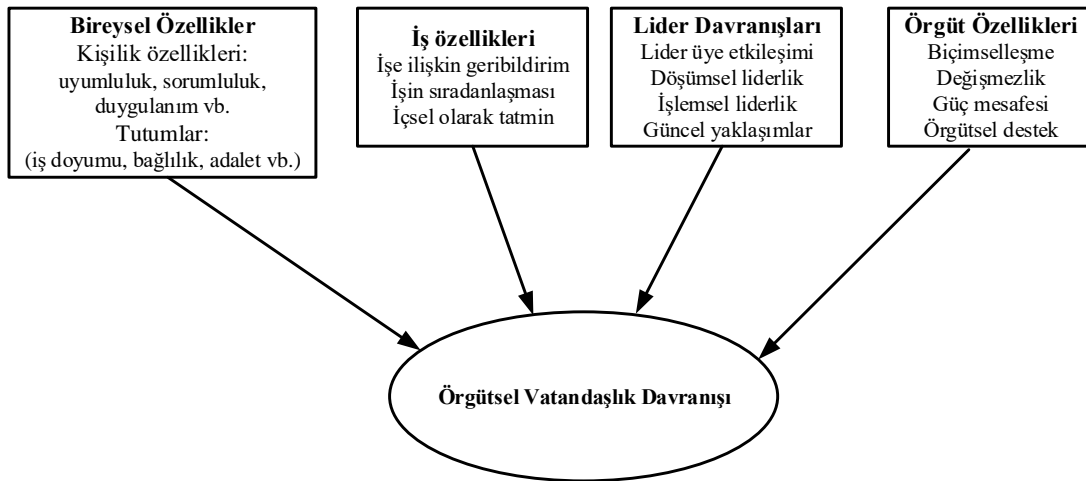 Bireysel Özellikler
Kişilik özellikleri:
uyumluluk, sorumluluk,
duygulanım vb.
Tutumlar:
(iş doyumu, bağlılık, adalet vb.)
İş özellikleri
İşe ilişkin geribildirim
İşin sıradanlaşması
İçsel olarak tatmin
Lider Davranışları
Lider üye etkileşimi
Döşümsel liderlik
İşlemsel liderlik
Güncel yaklaşımlar
Örgüt Özellikleri
Biçimselleşme
Değişmezlik
Güç mesafesi
Örgütsel destek
Örgütsel Vatandaşlık Davranışı